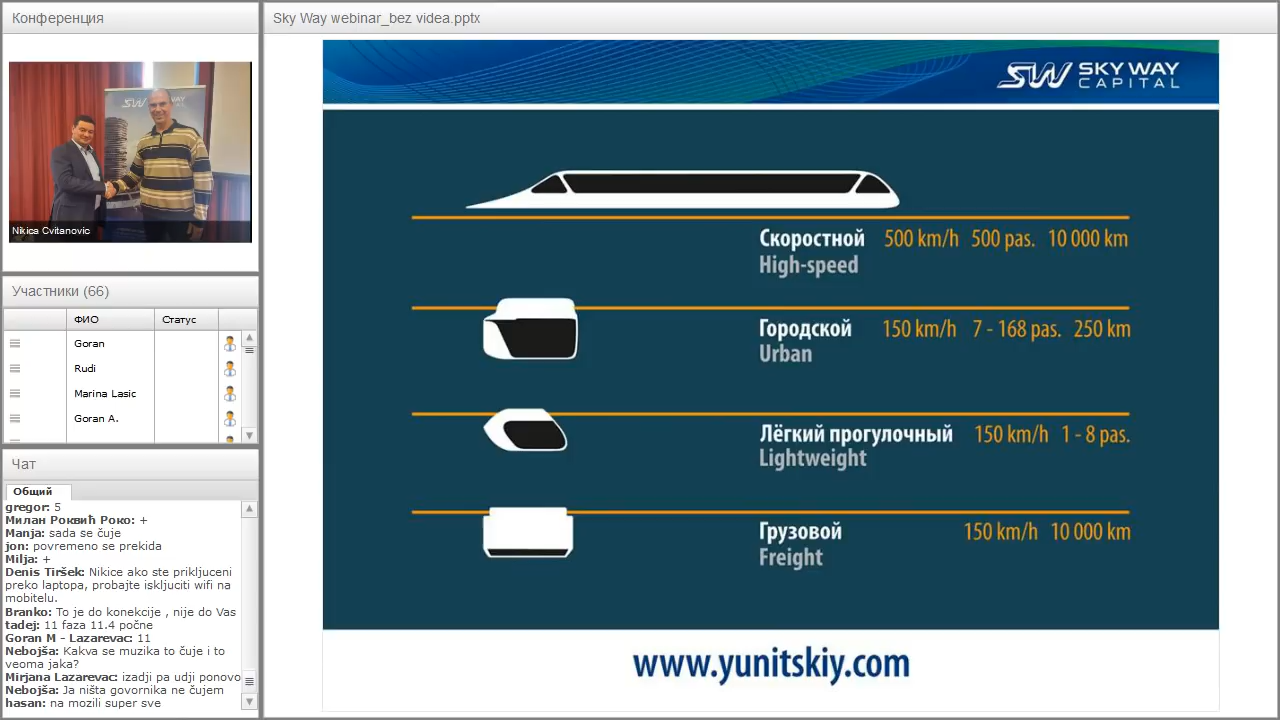 Конференция
Nikica Cvitanovic
Участники (66)
ФИО Статус
Goran
Rudi
Marina Lasic
Goran A.
Чат
Общий
gregor: 5
Милан Роквић Роко: +
Manja: sada se čuje
jon: povremeno se prekida
Milja: +
Denis Tiršek: Nikice ako ste prikljuceni
preko laptopa, probajte iskljuciti wifi na
mobitelu.
Branko: To je do konekcije , nije do Vas
tadej: 11 faza 11.4 počne
Goran M - Lazarevac: 11
Nebojša: Kakva se muzika to čuje i to
veoma jaka?
Mirjana Lazarevac: izadji pa udji ponovo
Nebojša: Ja ništa govornika ne čujem
hasan: na mozili super sve
Sky Way webinar_bez videa.pptx
SW SKY WAY
CAPITAL
Скоростной 500 km/h 500 pas. 10 000 km
High-speed
Городской 150 km/h 7 - 168 pas. 250 km
Urban
Лёгкий прогулочный 150 km/h 1 - 8 pas.
Lightweight
Грузовой 150 km/h 10 000 km
Freight
www.yunitskiy.com